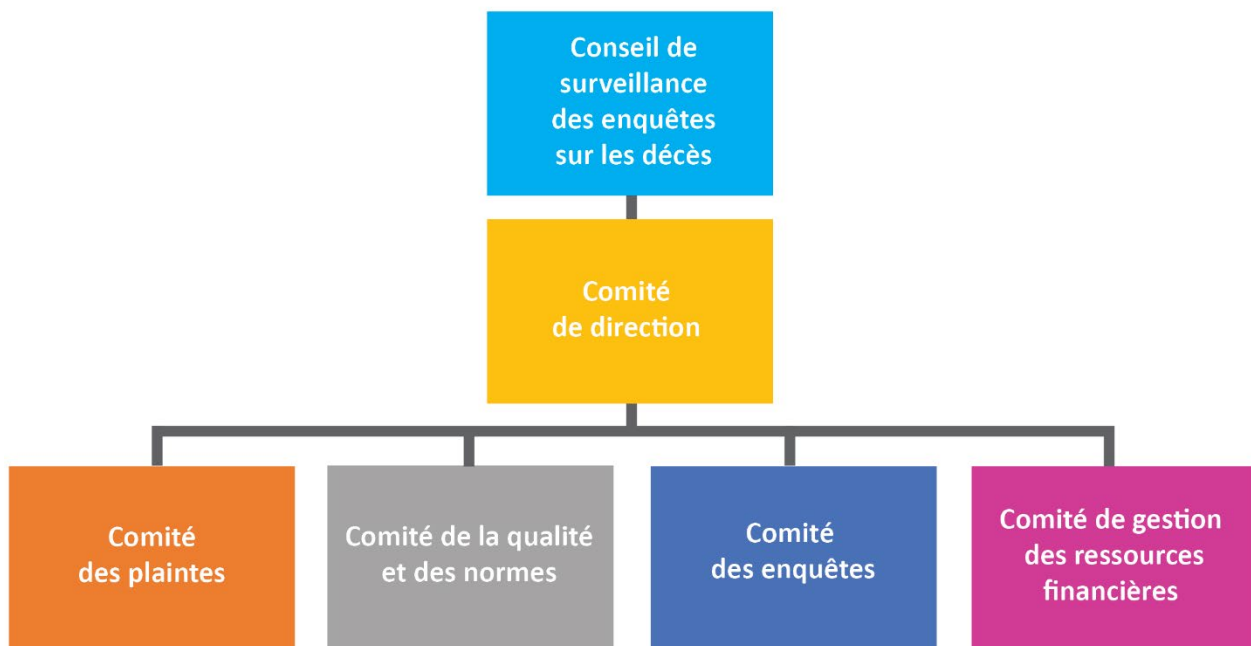 Conseil de
surveillance
des enquêtes
sur les décès
Comité
de direction
Comité
des plaintes
Comité de la qualité
et des normes
Comité
des enquêtes
Comité de gestion
des ressources
financières